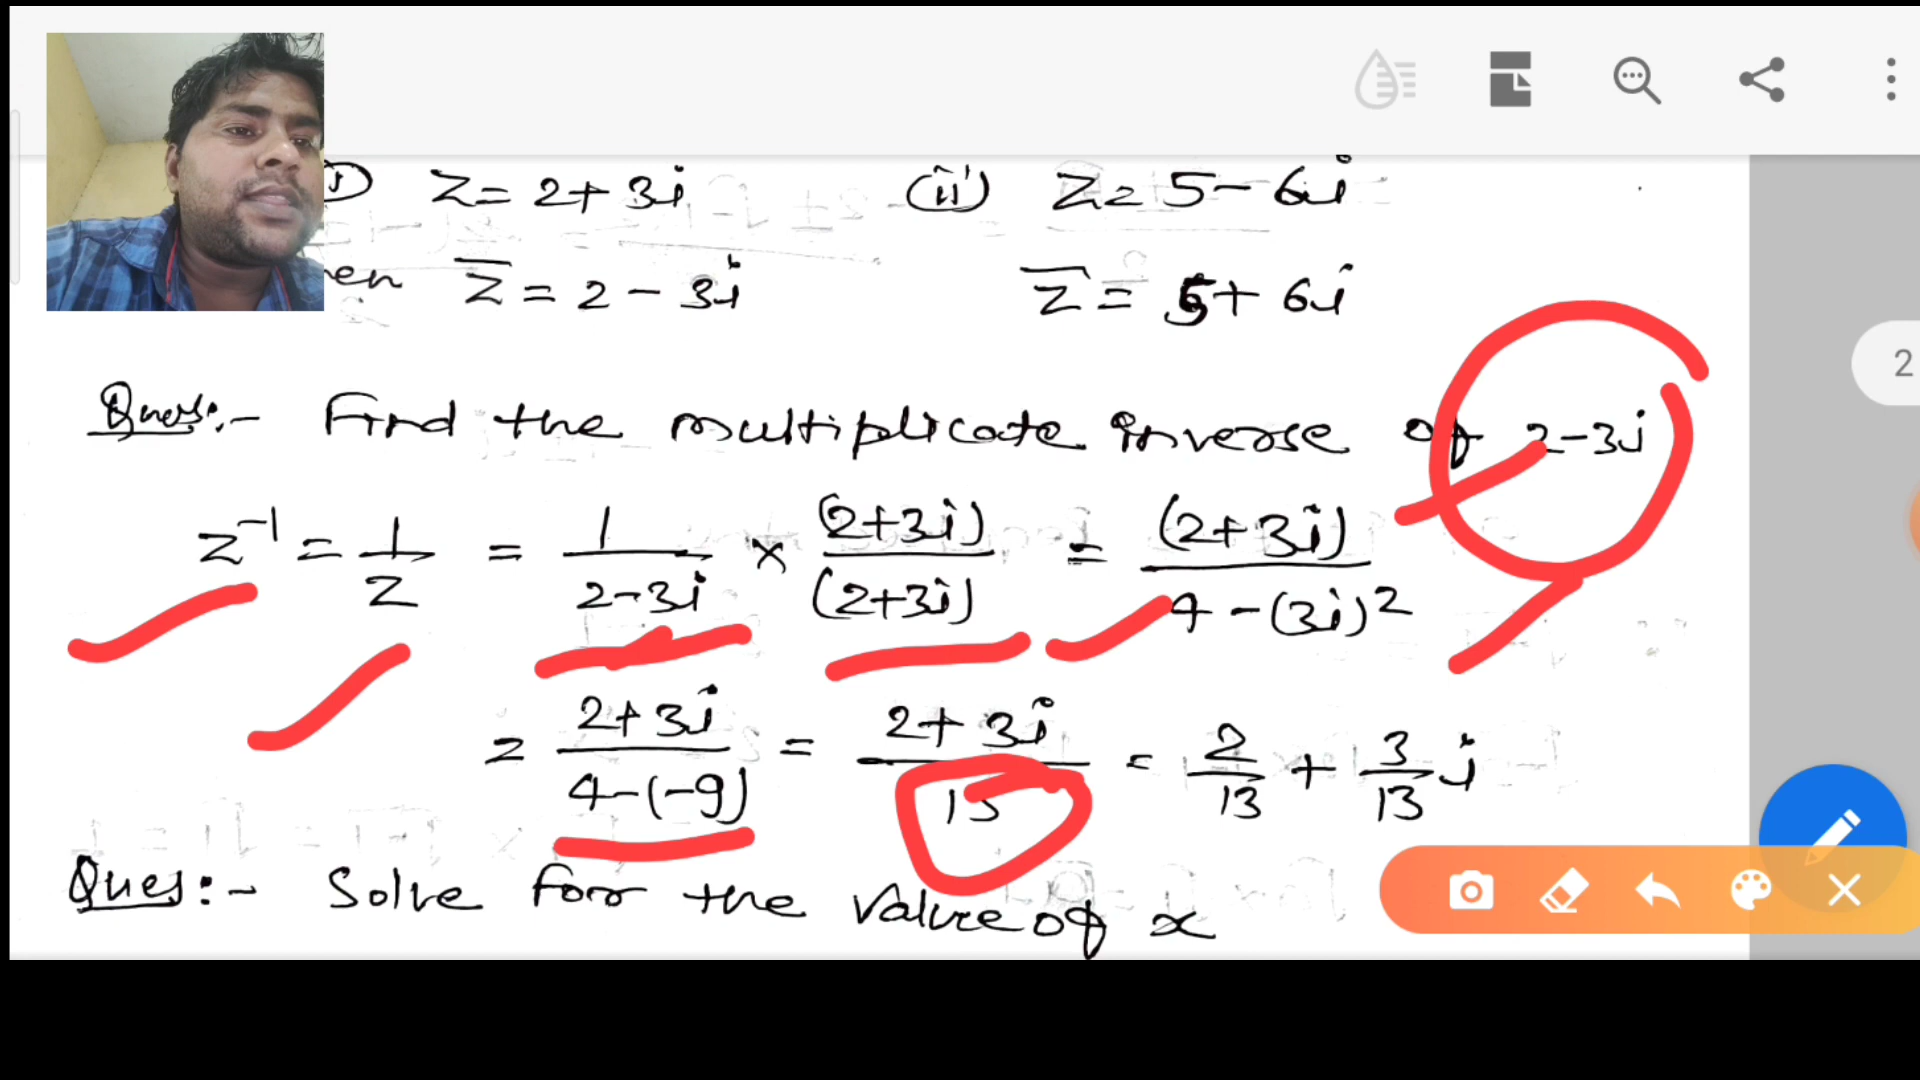 i) z = 2+3i (ii) z = 5-6i
en z̅ = 2-3i z̅ = 5+6i
2
Ques:- Find the multiplicate inverse of 2-3i
z⁻¹ = 1/z = 1/(2-3i) × (2+3i)/(2+3i) = (2+3i)/(4-(3i)²)
= (2+3i)/(4-(-9)) = (2+3i)/13 = 2/13 + 3/13 i
Ques:- Solve for the value of x